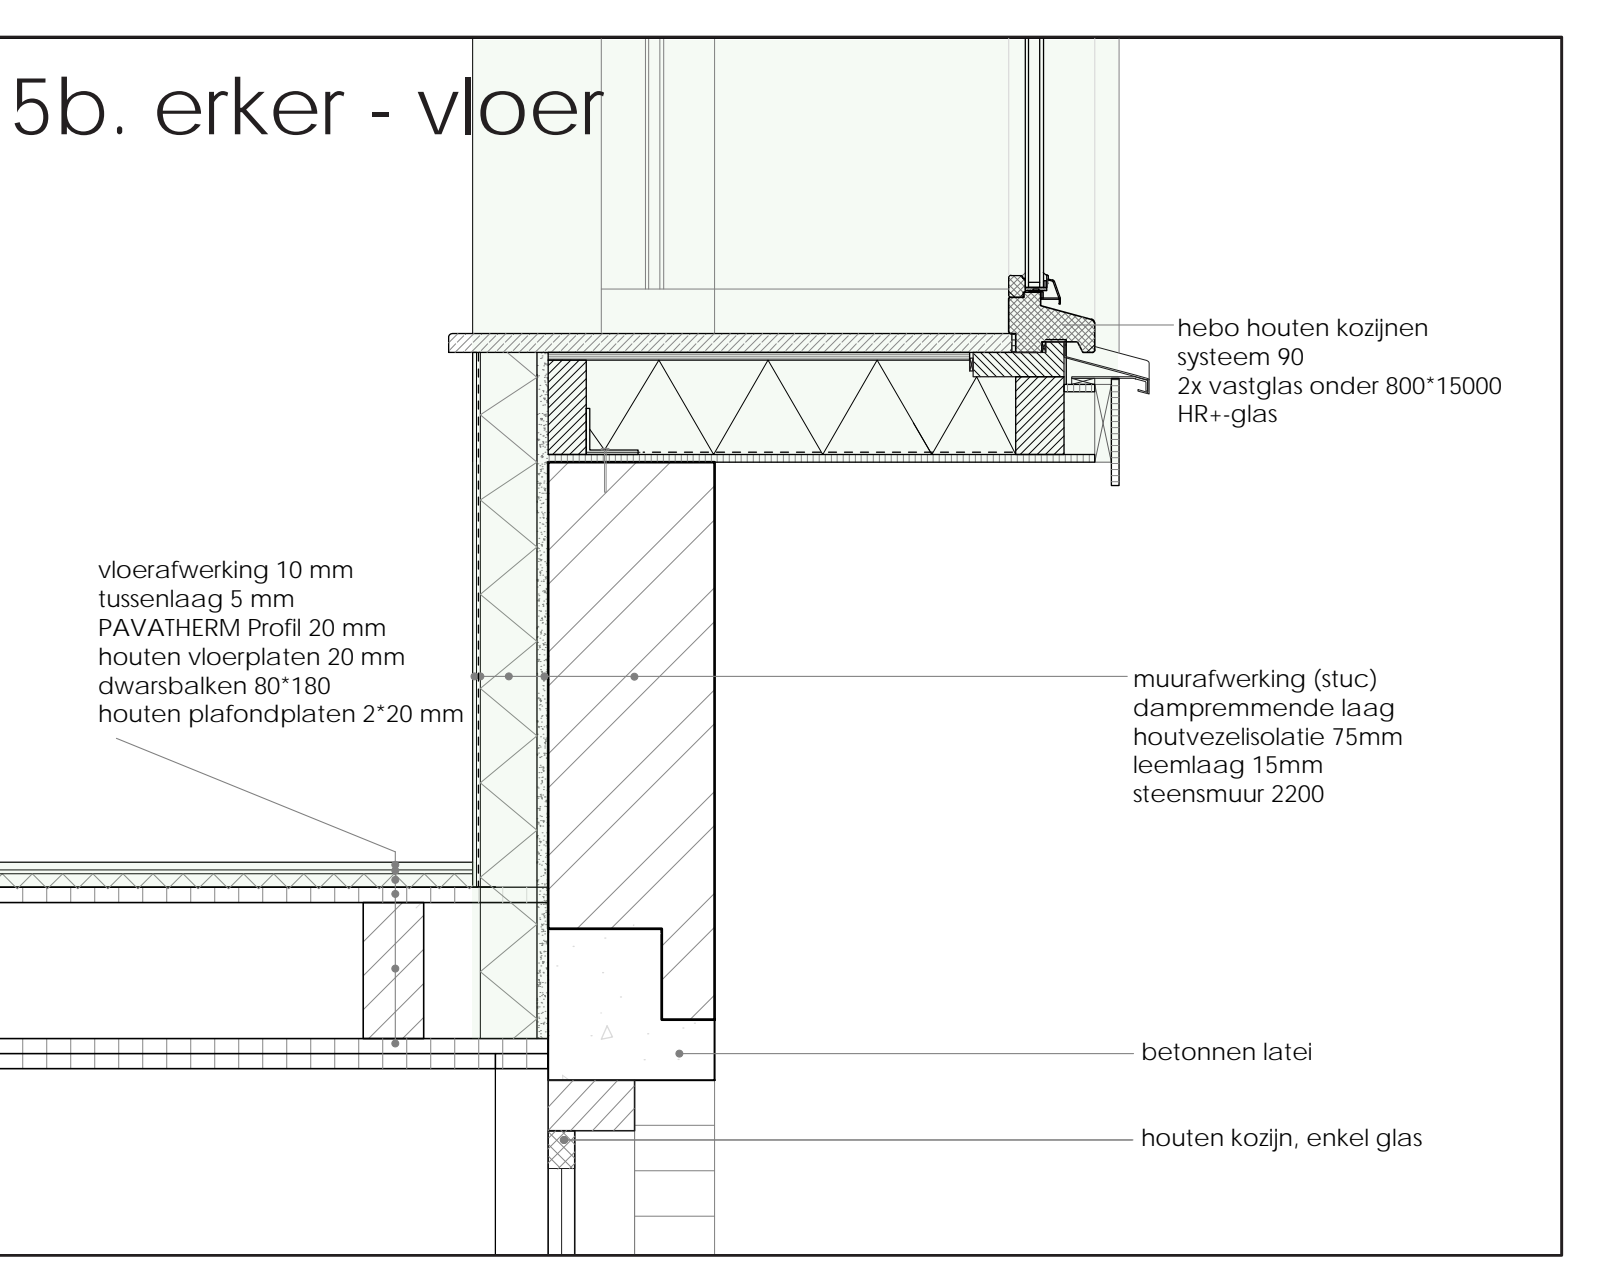 5b. erker - vloer
hebo houten kozijnen
systeem 90
2x vastglas onder 800*15000
HR+-glas
vloerafwerking 10 mm
tussenlaag 5 mm
PAVATHERM Profil 20 mm
houten vloerplaten 20 mm
dwarsbalken 80*180
houten plafondplaten 2*20 mm
muurafwerking (stuc)
dampremmende laag
houtvezelisolatie 75mm
leemlaag 15mm
steensmuur 2200
betonnen latei
houten kozijn, enkel glas